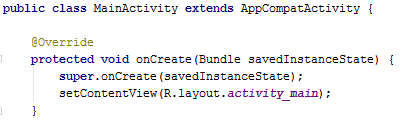 public class MainActivity extends AppCompatActivity {
@Override
protected void onCreate(Bundle savedInstanceState) {
super.onCreate(savedInstanceState);
setContentView(R.layout.activity_main);
}